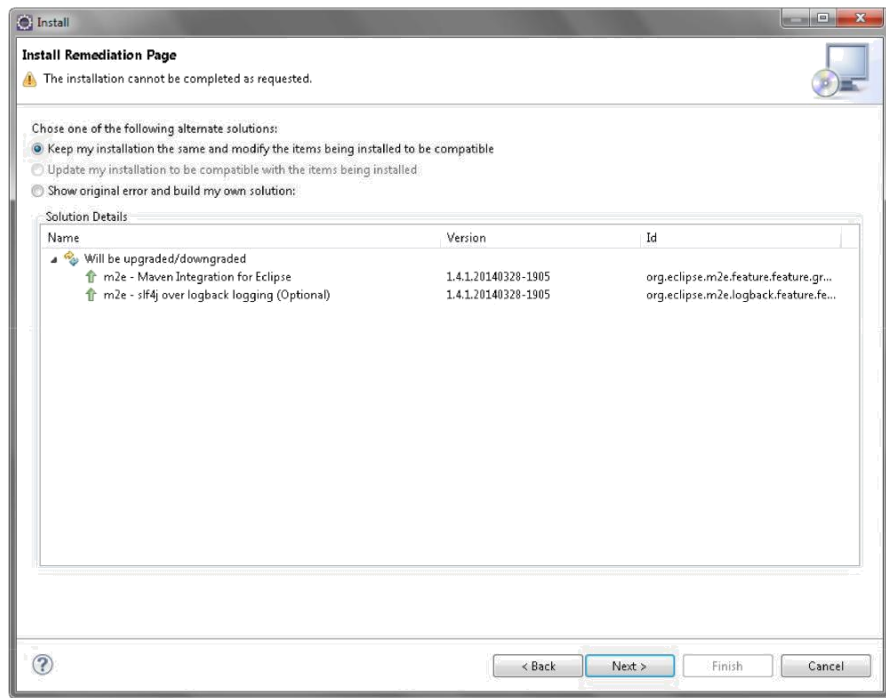 Install
Install Remediation Page
The installation cannot be completed as requested.
Chose one of the following alternate solutions:
Keep my installation the same and modify the items being installed to be compatible
Update my installation to be compatible with the items being installed
Show original error and build my own solution:
Solution Details
Name Version Id
Will be upgraded/downgraded
m2e - Maven Integration for Eclipse 1.4.1.20140328-1905 org.eclipse.m2e.feature.feature.gr...
m2e - slf4j over logback logging (Optional) 1.4.1.20140328-1905 org.eclipse.m2e.logback.feature.fe...
?
< Back Next > Finish Cancel